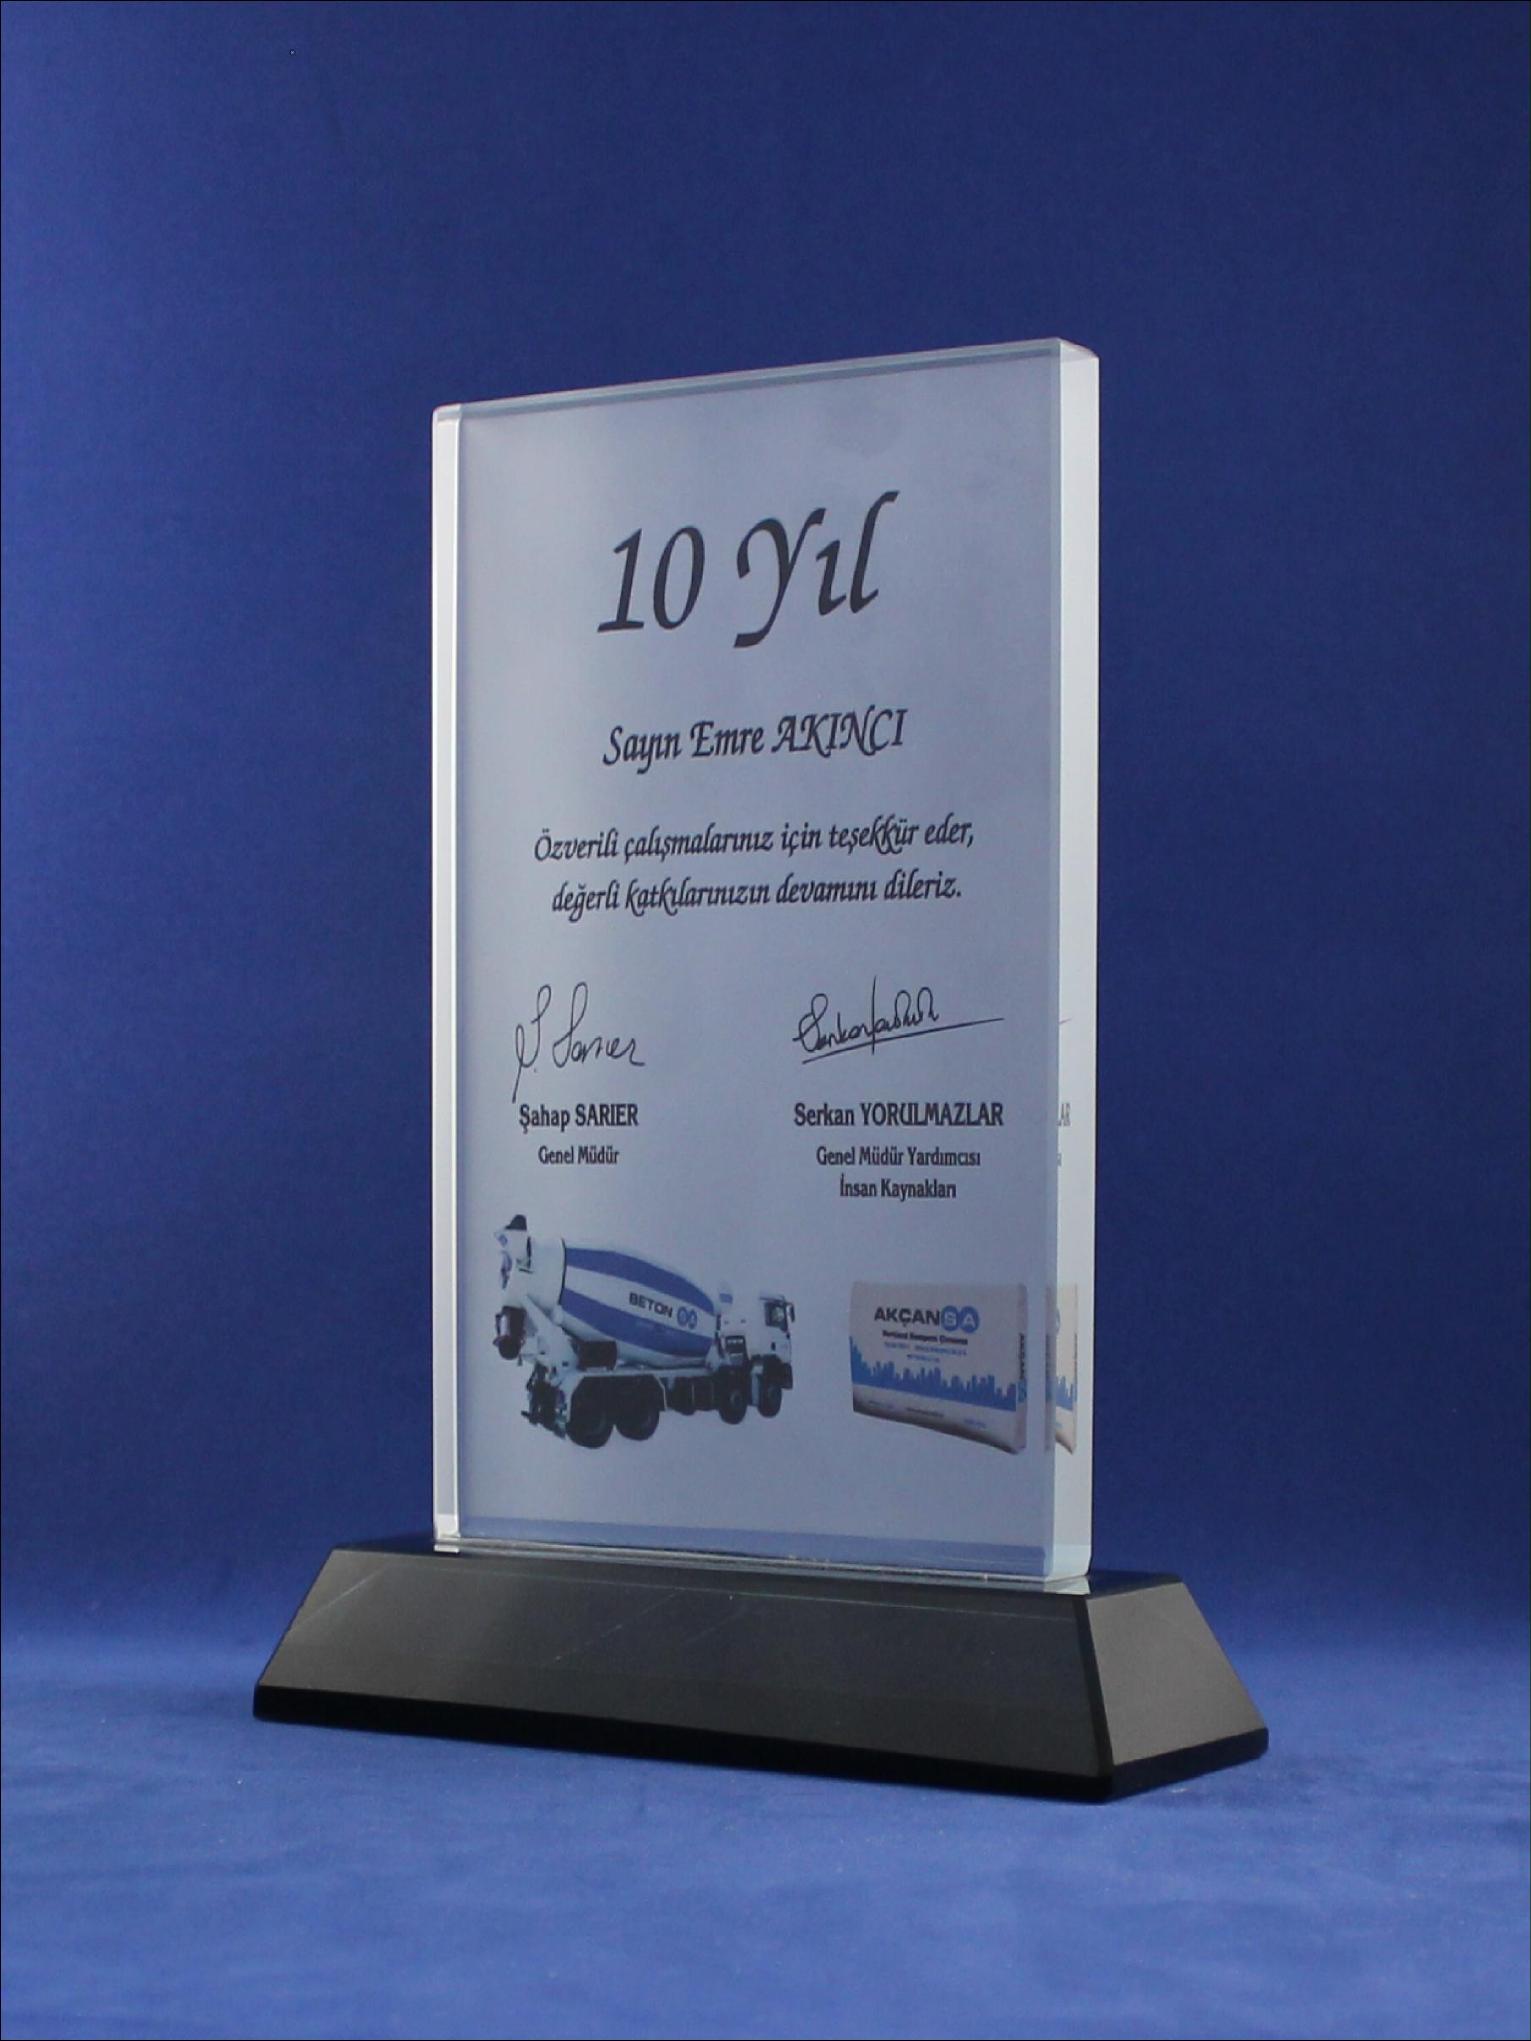 10 Yıl
Sayın Emre AKINCI
Özverili çalışmalarınız için teşekkür eder,
değerli katkılarınızın devamını dileriz.
Şahap SARIER
Genel Müdür
Serkan YORULMAZLAR
Genel Müdür Yardımcısı
İnsan Kaynakları
BETONSA
AKÇANSA